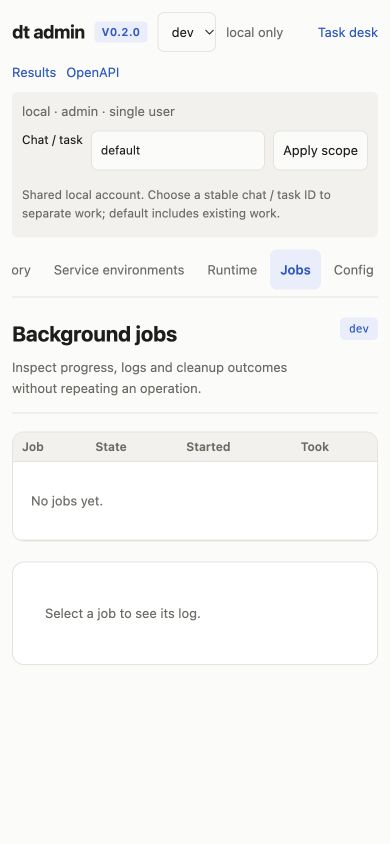 dt admin V0.2.0 dev local only Task desk
Results OpenAPI
local · admin · single user
Chat / task default Apply scope
Shared local account. Choose a stable chat / task ID to
separate work; default includes existing work.
ory Service environments Runtime Jobs Config
Background jobs dev
Inspect progress, logs and cleanup outcomes
without repeating an operation.
Job State Started Took
No jobs yet.
Select a job to see its log.